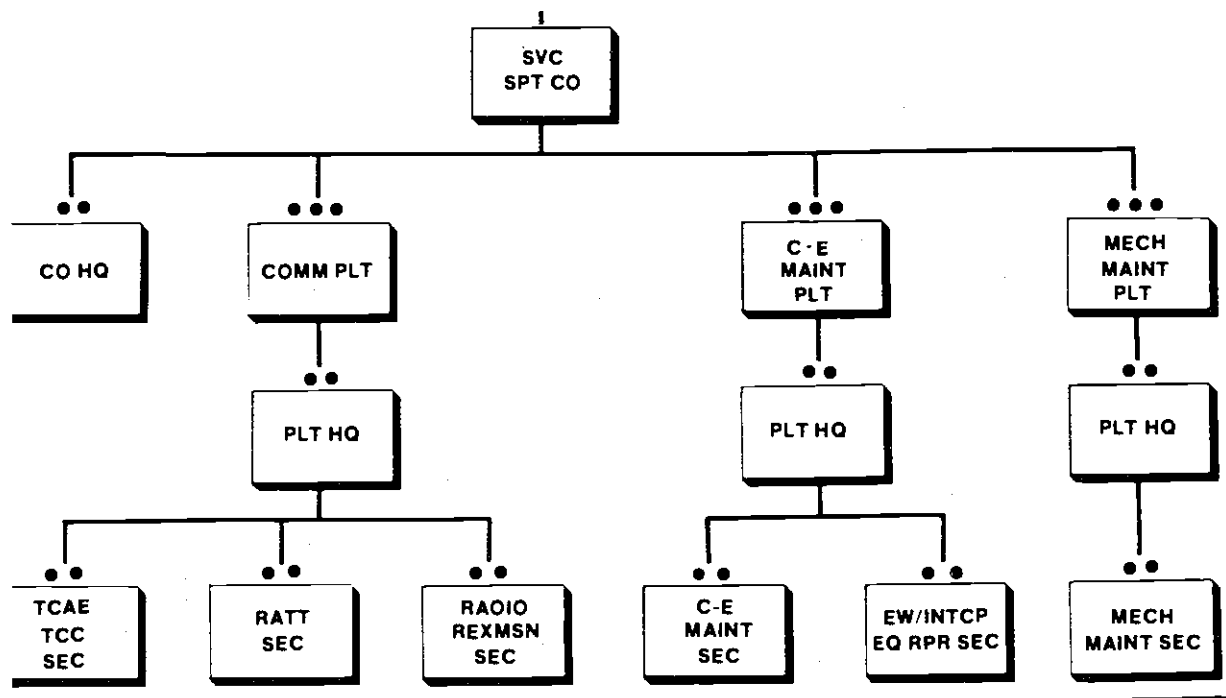 SVC
SPT CO
CO HQ
COMM PLT
C-E
MAINT
PLT
MECH
MAINT
PLT
PLT HQ
PLT HQ
PLT HQ
TCAE
TCC
SEC
RATT
SEC
RAOIO
REXMSN
SEC
C-E
MAINT
SEC
EW/INTCP
EQ RPR SEC
MECH
MAINT SEC